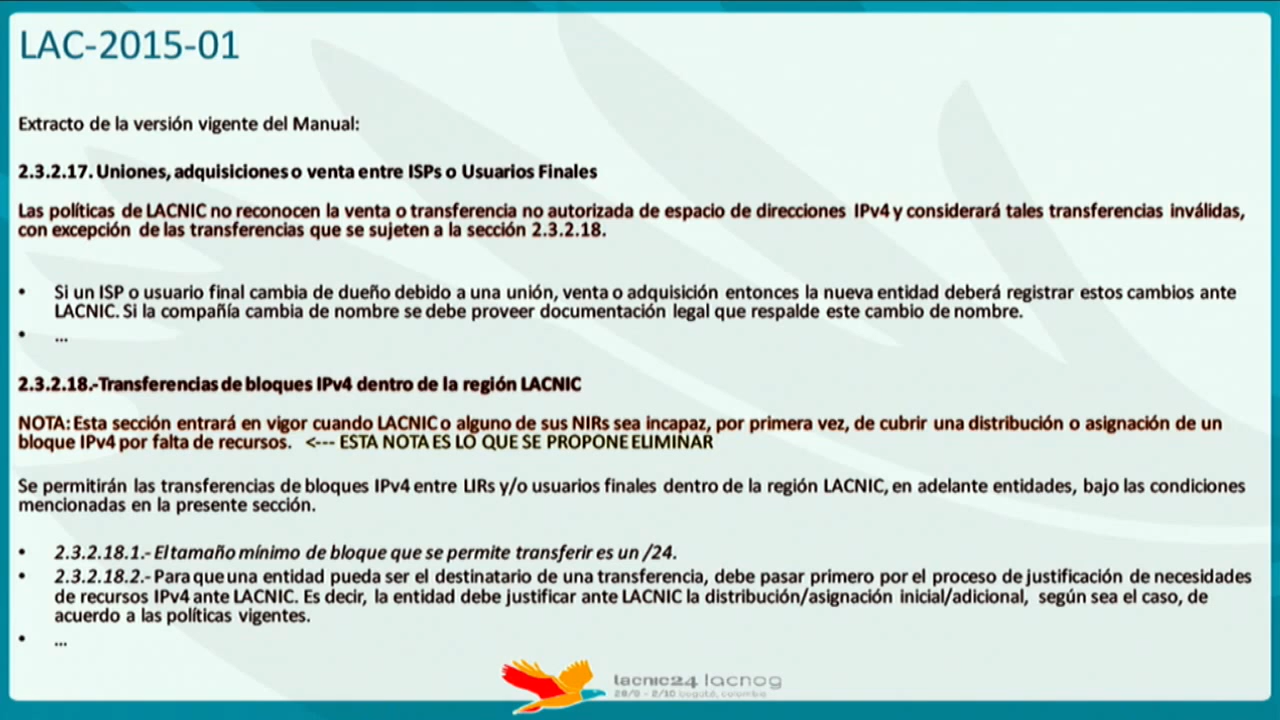 LAC-2015-01
Extracto de la versión vigente del Manual:
2.3.2.17. Uniones, adquisiciones o venta entre ISPs o Usuarios Finales
Las políticas de LACNIC no reconocen la venta o transferencia no autorizada de espacio de direcciones IPv4 y considerará tales transferencias inválidas,
con excepción de las transferencias que se sujeten a la sección 2.3.2.18.
• Si un ISP o usuario final cambia de dueño debido a una unión, venta o adquisición entonces la nueva entidad deberá registrar estos cambios ante
LACNIC. Si la compañía cambia de nombre se debe proveer documentación legal que respalde este cambio de nombre.
• ...
2.3.2.18.-Transferencias de bloques IPv4 dentro de la región LACNIC
NOTA: Esta sección entrará en vigor cuando LACNIC o alguno de sus NIRs sea incapaz, por primera vez, de cubrir una distribución o asignación de un
bloque IPv4 por falta de recursos. <--- ESTA NOTA ES LO QUE SE PROPONE ELIMINAR
Se permitirán las transferencias de bloques IPv4 entre LIRs y/o usuarios finales dentro de la región LACNIC, en adelante entidades, bajo las condiciones
mencionadas en la presente sección.
• 2.3.2.18.1.- El tamaño mínimo de bloque que se permite transferir es un /24.
• 2.3.2.18.2.- Para que una entidad pueda ser el destinatario de una transferencia, debe pasar primero por el proceso de justificación de necesidades
de recursos IPv4 ante LACNIC. Es decir, la entidad debe justificar ante LACNIC la distribución/asignación inicial/adicional, según sea el caso, de
acuerdo a las políticas vigentes.
• ...
lacnic24 lacnog
28/9 - 2/10 bogotá, colombia